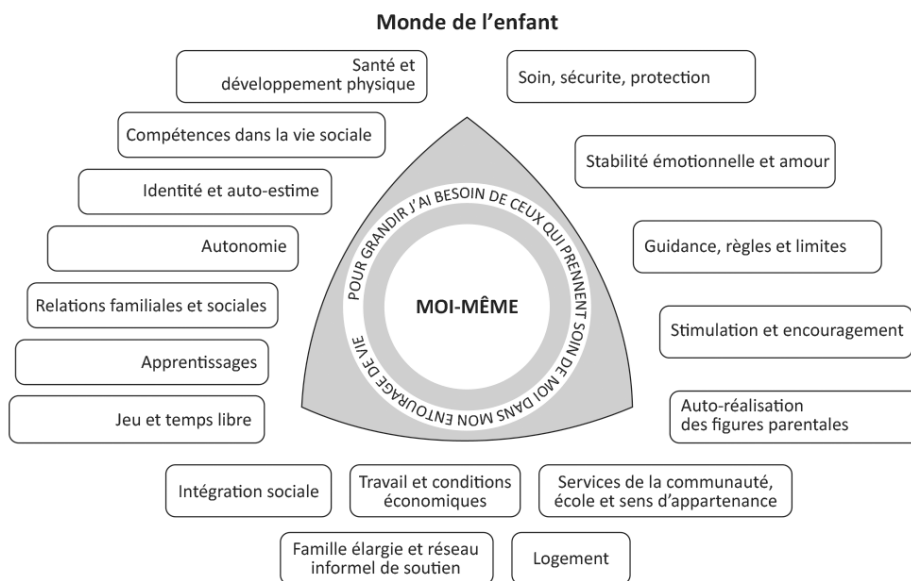 Monde de l’enfant
Santé et
développement physique
Soin, sécurite, protection
Compétences dans la vie sociale
Stabilité émotionnelle et amour
Identité et auto-estime
Autonomie
Guidance, règles et limites
POUR GRANDIR J’AI BESOIN DE CEUX QUI PRENNENT SOIN DE MOI DANS MON ENTOURAGE DE VIE
MOI-MÊME
Relations familiales et sociales
Stimulation et encouragement
Apprentissages
Jeu et temps libre
Auto-réalisation
des figures parentales
Intégration sociale
Travail et conditions
économiques
Services de la communauté,
école et sens d’appartenance
Famille élargie et réseau
informel de soutien
Logement